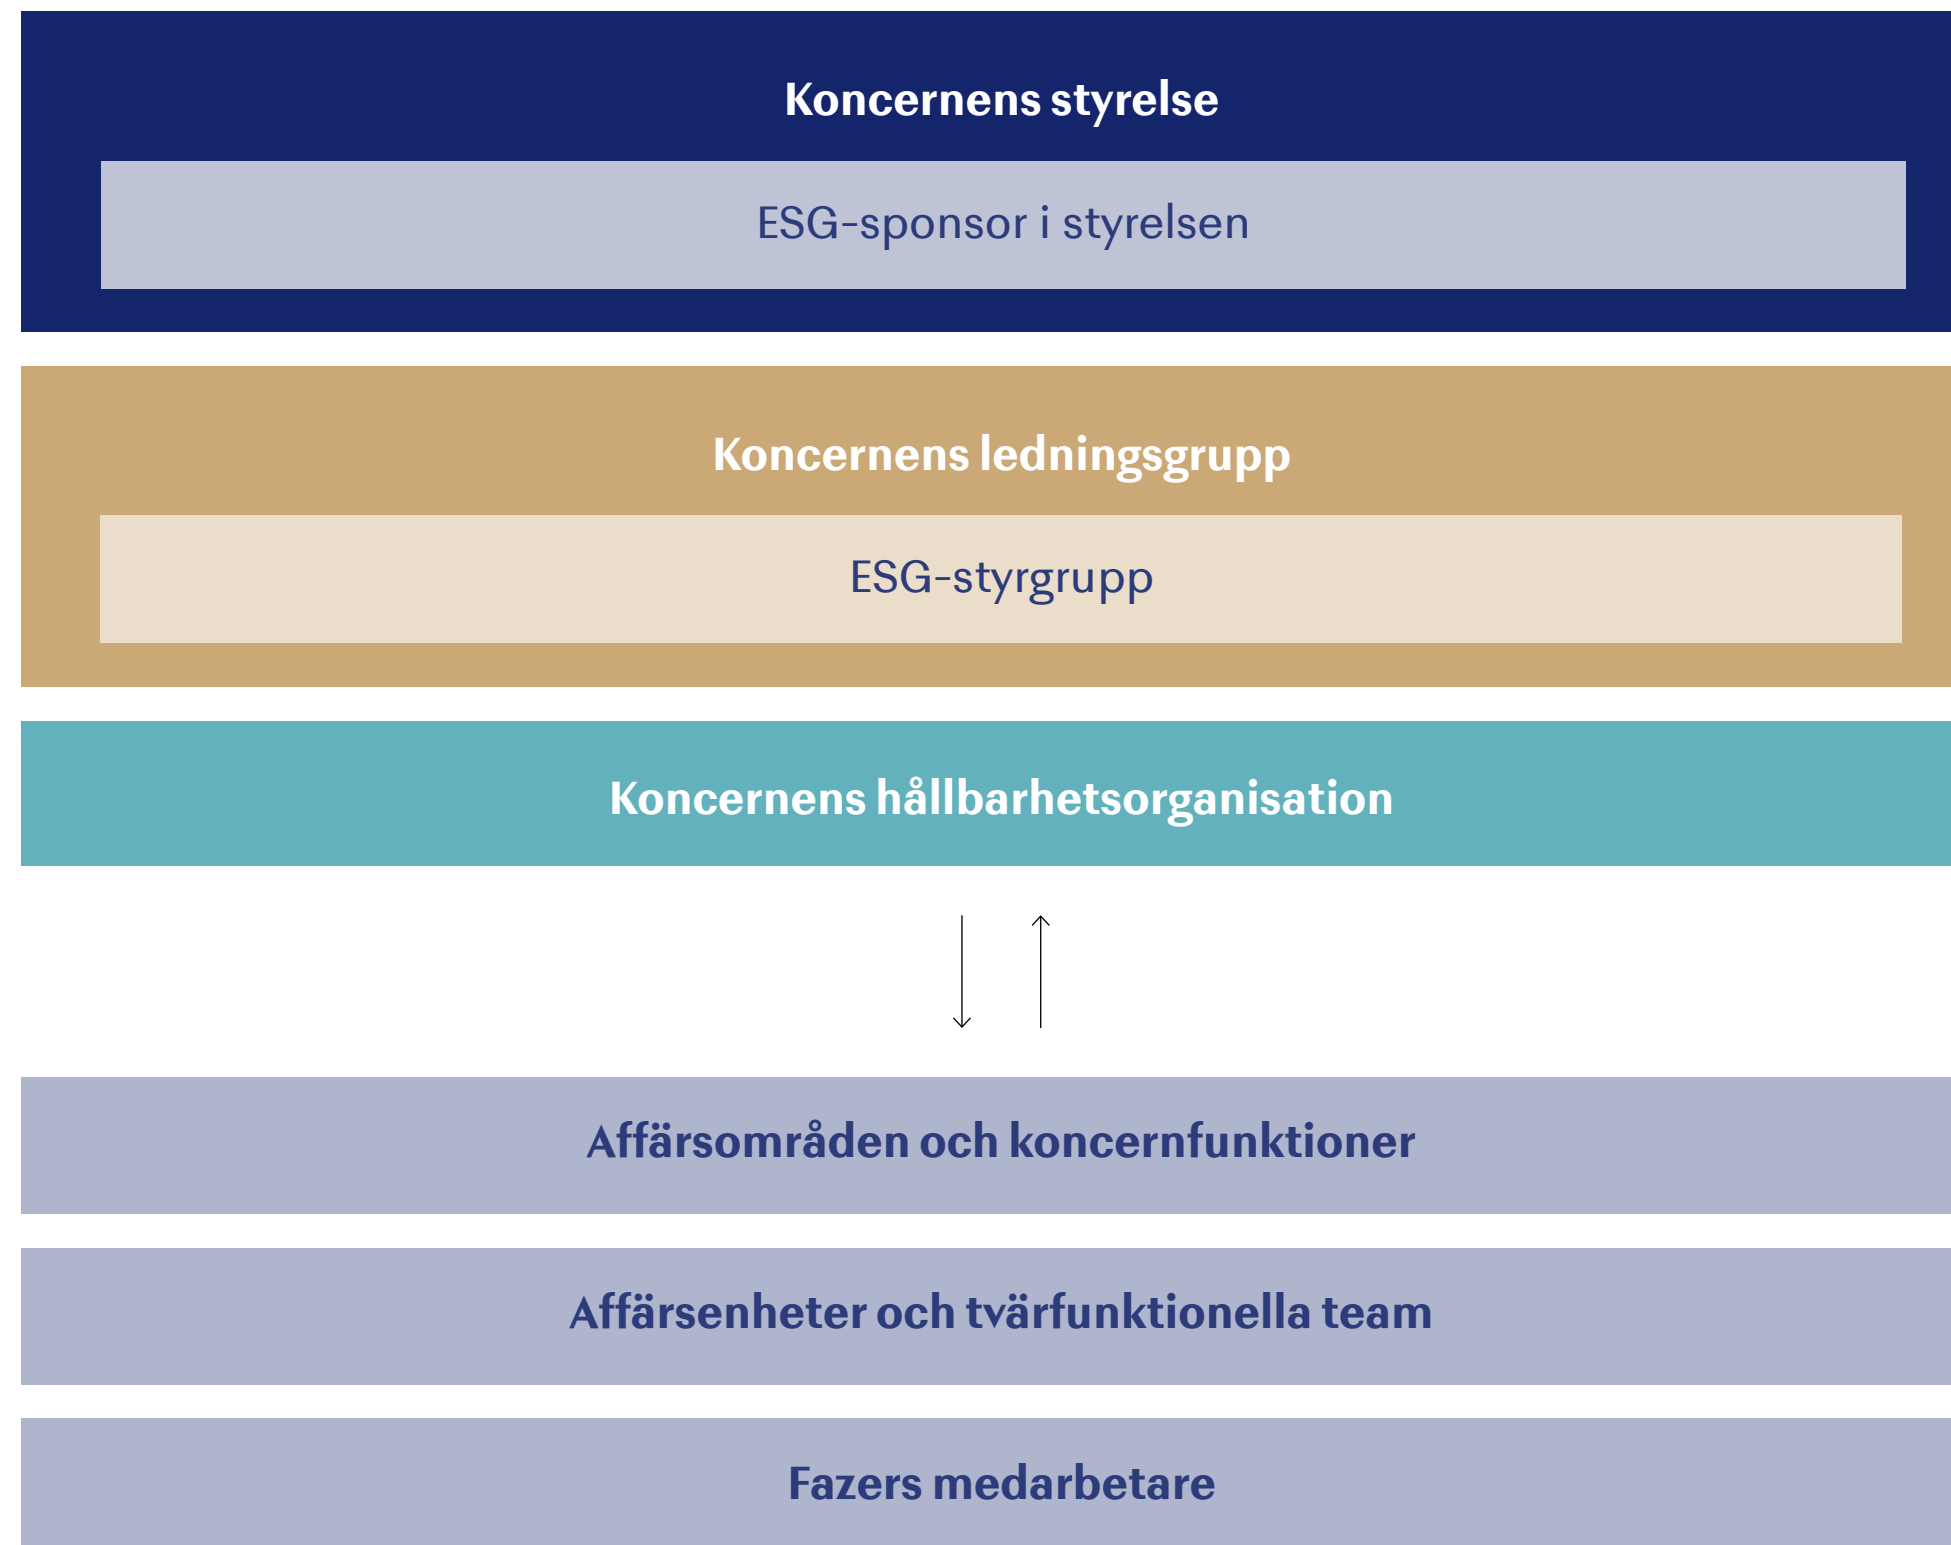 Koncernens styrelse
ESG-sponsor i styrelsen
Koncernens ledningsgrupp
ESG-styrgrupp
Koncernens hållbarhetsorganisation
Affärsområden och koncernfunktioner
Affärsenheter och tvärfunktionella team
Fazers medarbetare